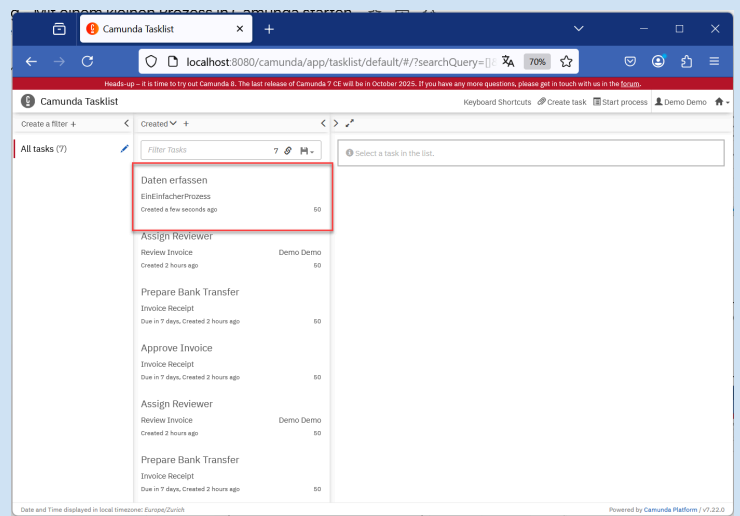 Camunda Tasklist
localhost:8080/camunda/app/tasklist/default/#/?searchQuery=[]&
70%
Heads-up – it is time to try out Camunda 8. The last release of Camunda 7 CE will be in October 2025. If you have any more questions, please get in touch with us in the forum.
Camunda Tasklist
Keyboard Shortcuts Create task Start process Demo Demo
Create a filter +
Created +
All tasks (7)
Filter Tasks 7
Select a task in the list.
Daten erfassen
EinEinfacherProzess
Created a few seconds ago 50
Assign Reviewer
Review Invoice Demo Demo
Created 2 hours ago 50
Prepare Bank Transfer
Invoice Receipt
Due in 7 days, Created 2 hours ago 50
Approve Invoice
Invoice Receipt
Due in 7 days, Created 2 hours ago 50
Assign Reviewer
Review Invoice Demo Demo
Created 2 hours ago 50
Prepare Bank Transfer
Invoice Receipt
Due in 7 days, Created 2 hours ago 50
Date and Time displayed in local timezone: Europe/Zurich
Powered by Camunda Platform / v7.22.0